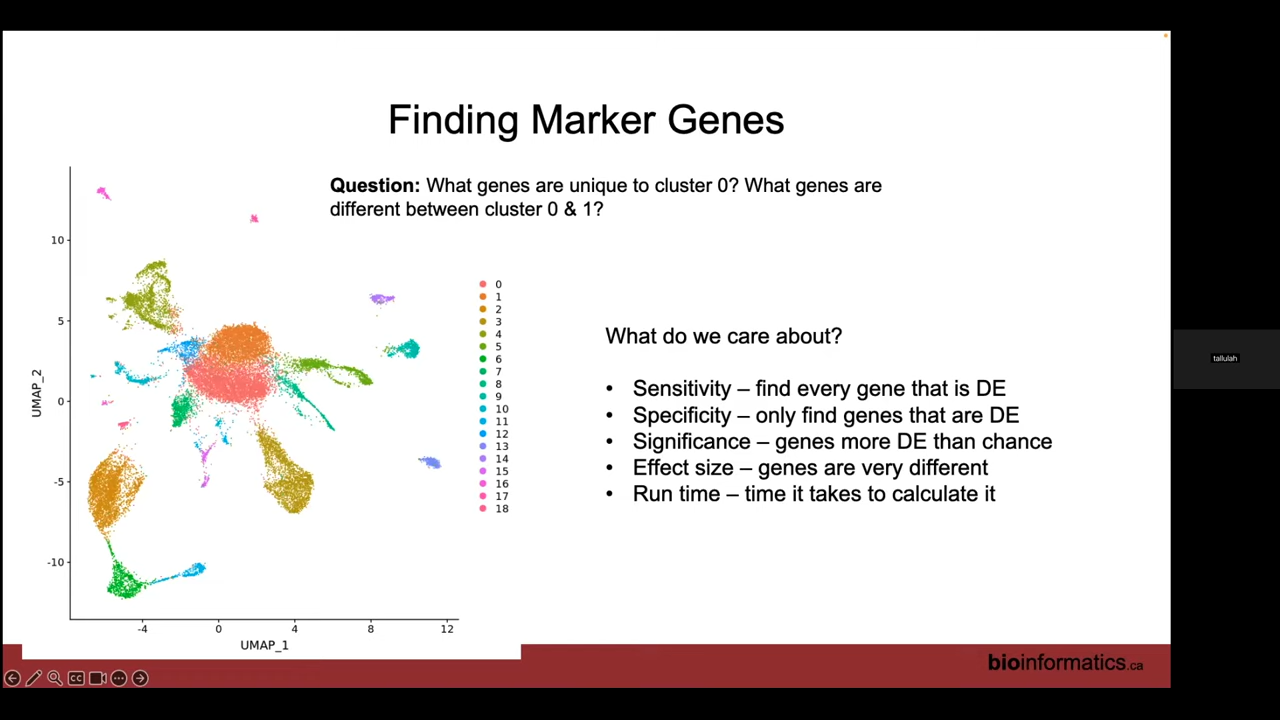 Finding Marker Genes
Question: What genes are unique to cluster 0? What genes are
different between cluster 0 & 1?
10
5
0
-5
-10
UMAP_2
-4
0
4
8
12
UMAP_1
0
1
2
3
4
5
6
7
8
9
10
11
12
13
14
15
16
17
18
What do we care about?
• Sensitivity – find every gene that is DE
• Specificity – only find genes that are DE
• Significance – genes more DE than chance
• Effect size – genes are very different
• Run time – time it takes to calculate it
tallulah
CC
bioinformatics.ca